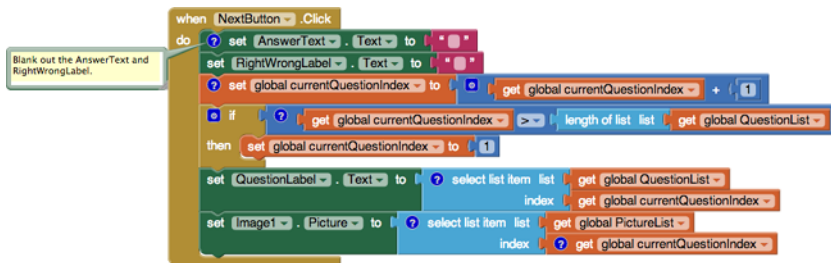 when NextButton .Click
do ? set AnswerText . Text to " "
Blank out the AnswerText and
RightWrongLabel.
set RightWrongLabel . Text to " "
? set global currentQuestionIndex to get global currentQuestionIndex + 1
if ? get global currentQuestionIndex > length of list list get global QuestionList
then set global currentQuestionIndex to 1
set QuestionLabel . Text to ? select list item list get global QuestionList
index get global currentQuestionIndex
set Image1 . Picture to ? select list item list get global PictureList
index ? get global currentQuestionIndex